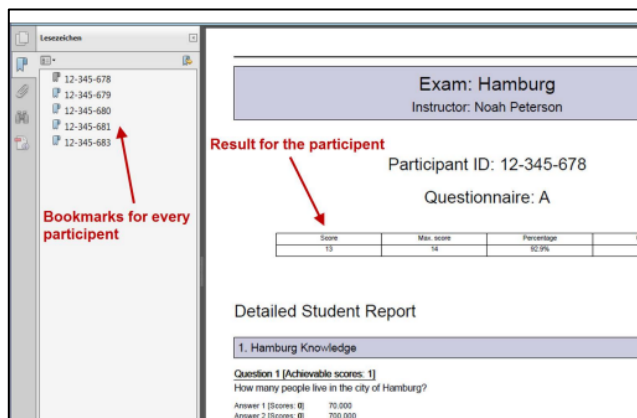 Lesezeichen
12-345-678
12-345-679
12-345-680
12-345-681
12-345-683
Bookmarks for every
participent
Exam: Hamburg
Instructor: Noah Peterson
Result for the participent
Participant ID: 12-345-678
Questionnaire: A
Score Max. score Percentage
13 14 92.9%
Detailed Student Report
1. Hamburg Knowledge
Question 1 [Achievable scores: 1]
How many people live in the city of Hamburg?
Answer 1 [Scores: 0] 70.000
Answer 2 [Scores: 0] 700.000